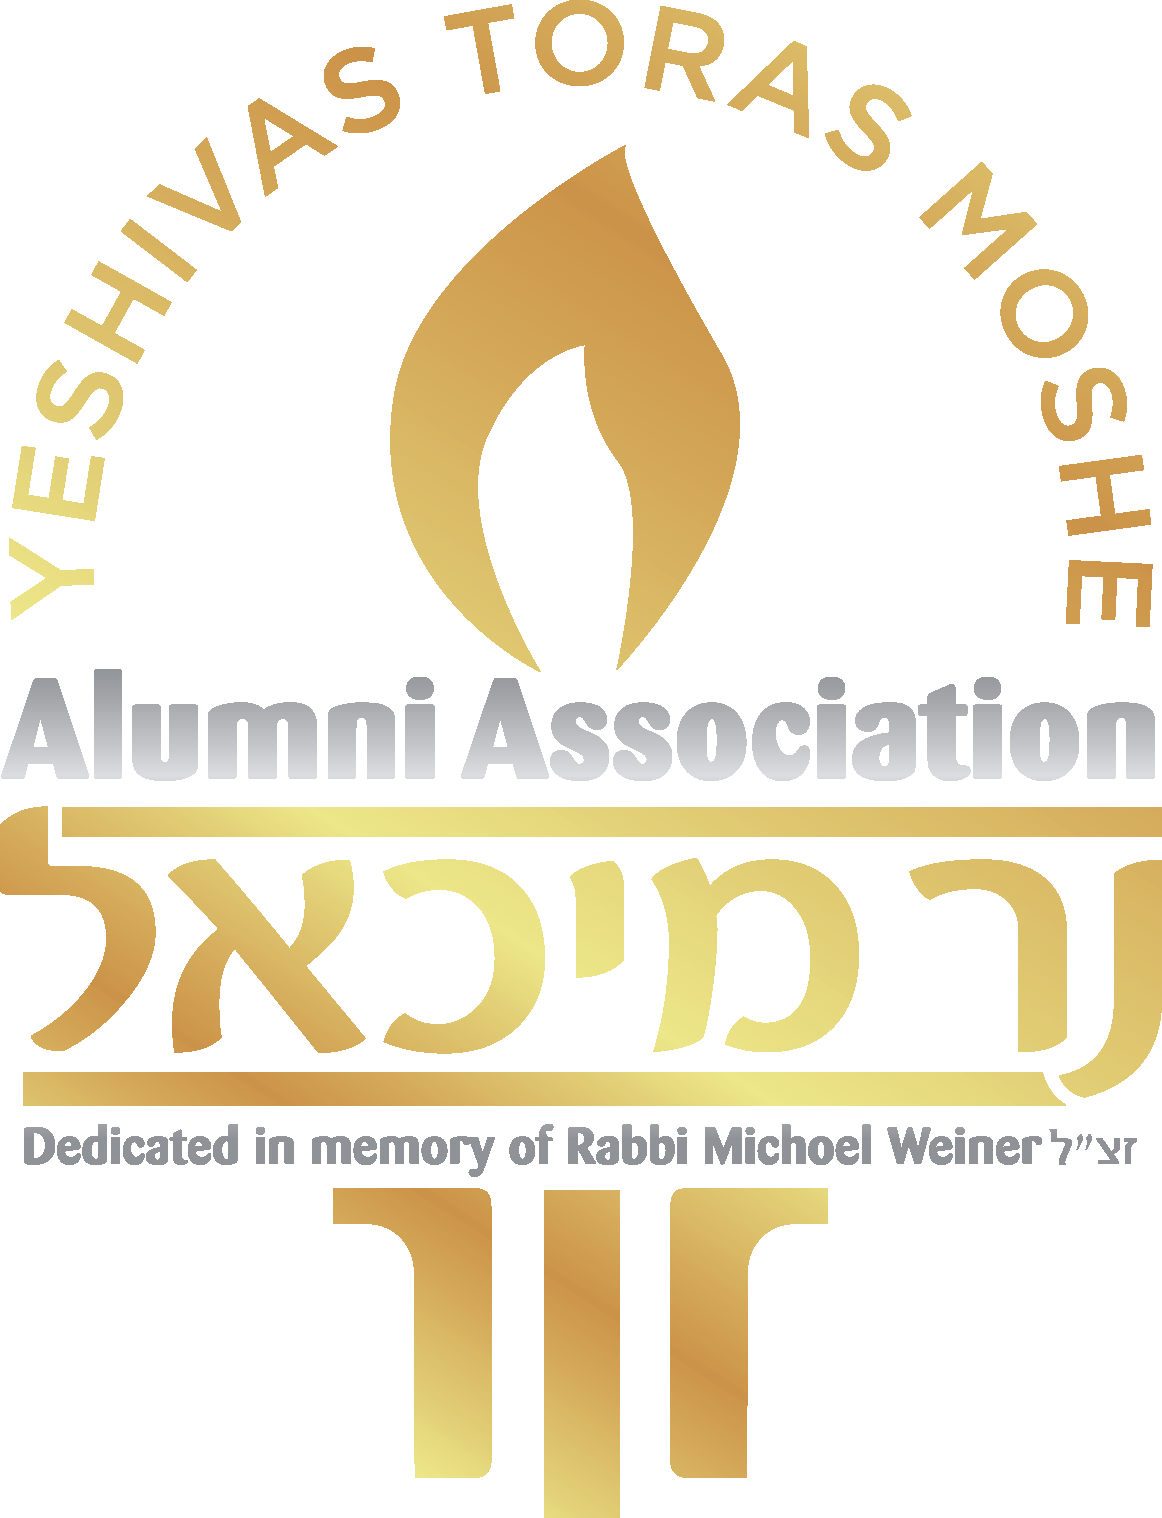 YESHIVAS TORAS MOSHE
Alumni Association
נר מיכאל
Dedicated in memory of Rabbi Michoel Weiner זצ״ל